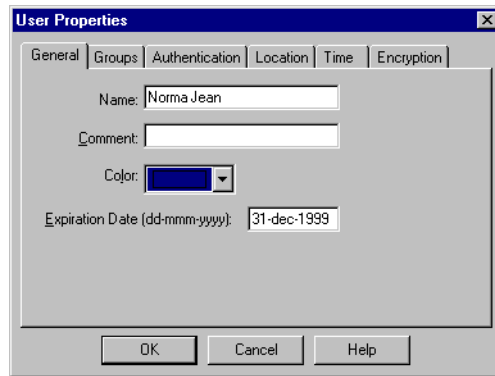 User Properties
General Groups Authentication Location Time Encryption
Name: Norma Jean
Comment:
Color:
Expiration Date (dd-mmm-yyyy): 31-dec-1999
OK Cancel Help